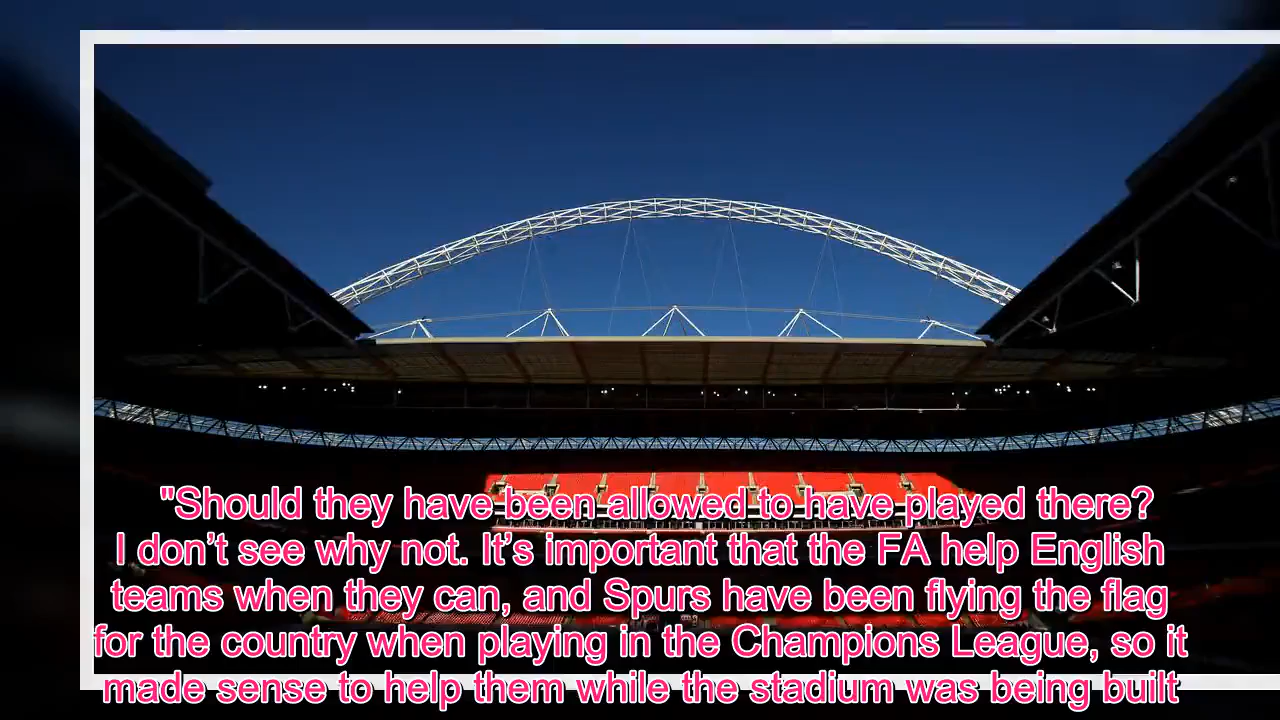 "Should they have been allowed to have played there?
I don’t see why not. It’s important that the FA help English
teams when they can, and Spurs have been flying the flag
for the country when playing in the Champions League, so it
made sense to help them while the stadium was being built